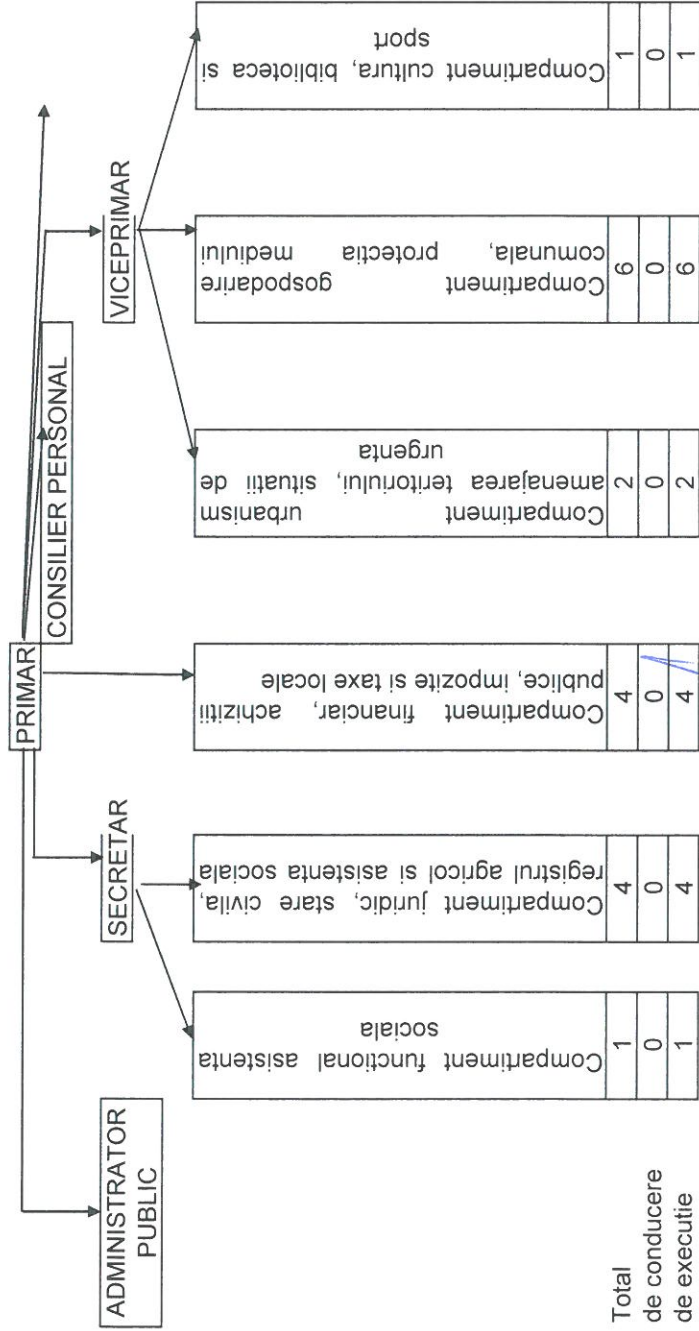 PRIMAR
CONSILIER PERSONAL
ADMINISTRATOR
PUBLIC
SECRETAR
VICEPRIMAR
Compartiment functional asistenta
sociala
Compartiment juridic, stare civila,
registrul agricol si asistenta sociala
Compartiment financiar, achizitii
publice, impozite si taxe locale
Compartiment urbanism
amenajarea teritoriului, situatii de
urgenta
Compartiment gospodarire
comunala, protectia mediului
Compartiment cultura, biblioteca si
sport
Total 1 4 4 2 6 1
de conducere 0 0 0 0 0 0
de executie 1 4 4 2 6 1